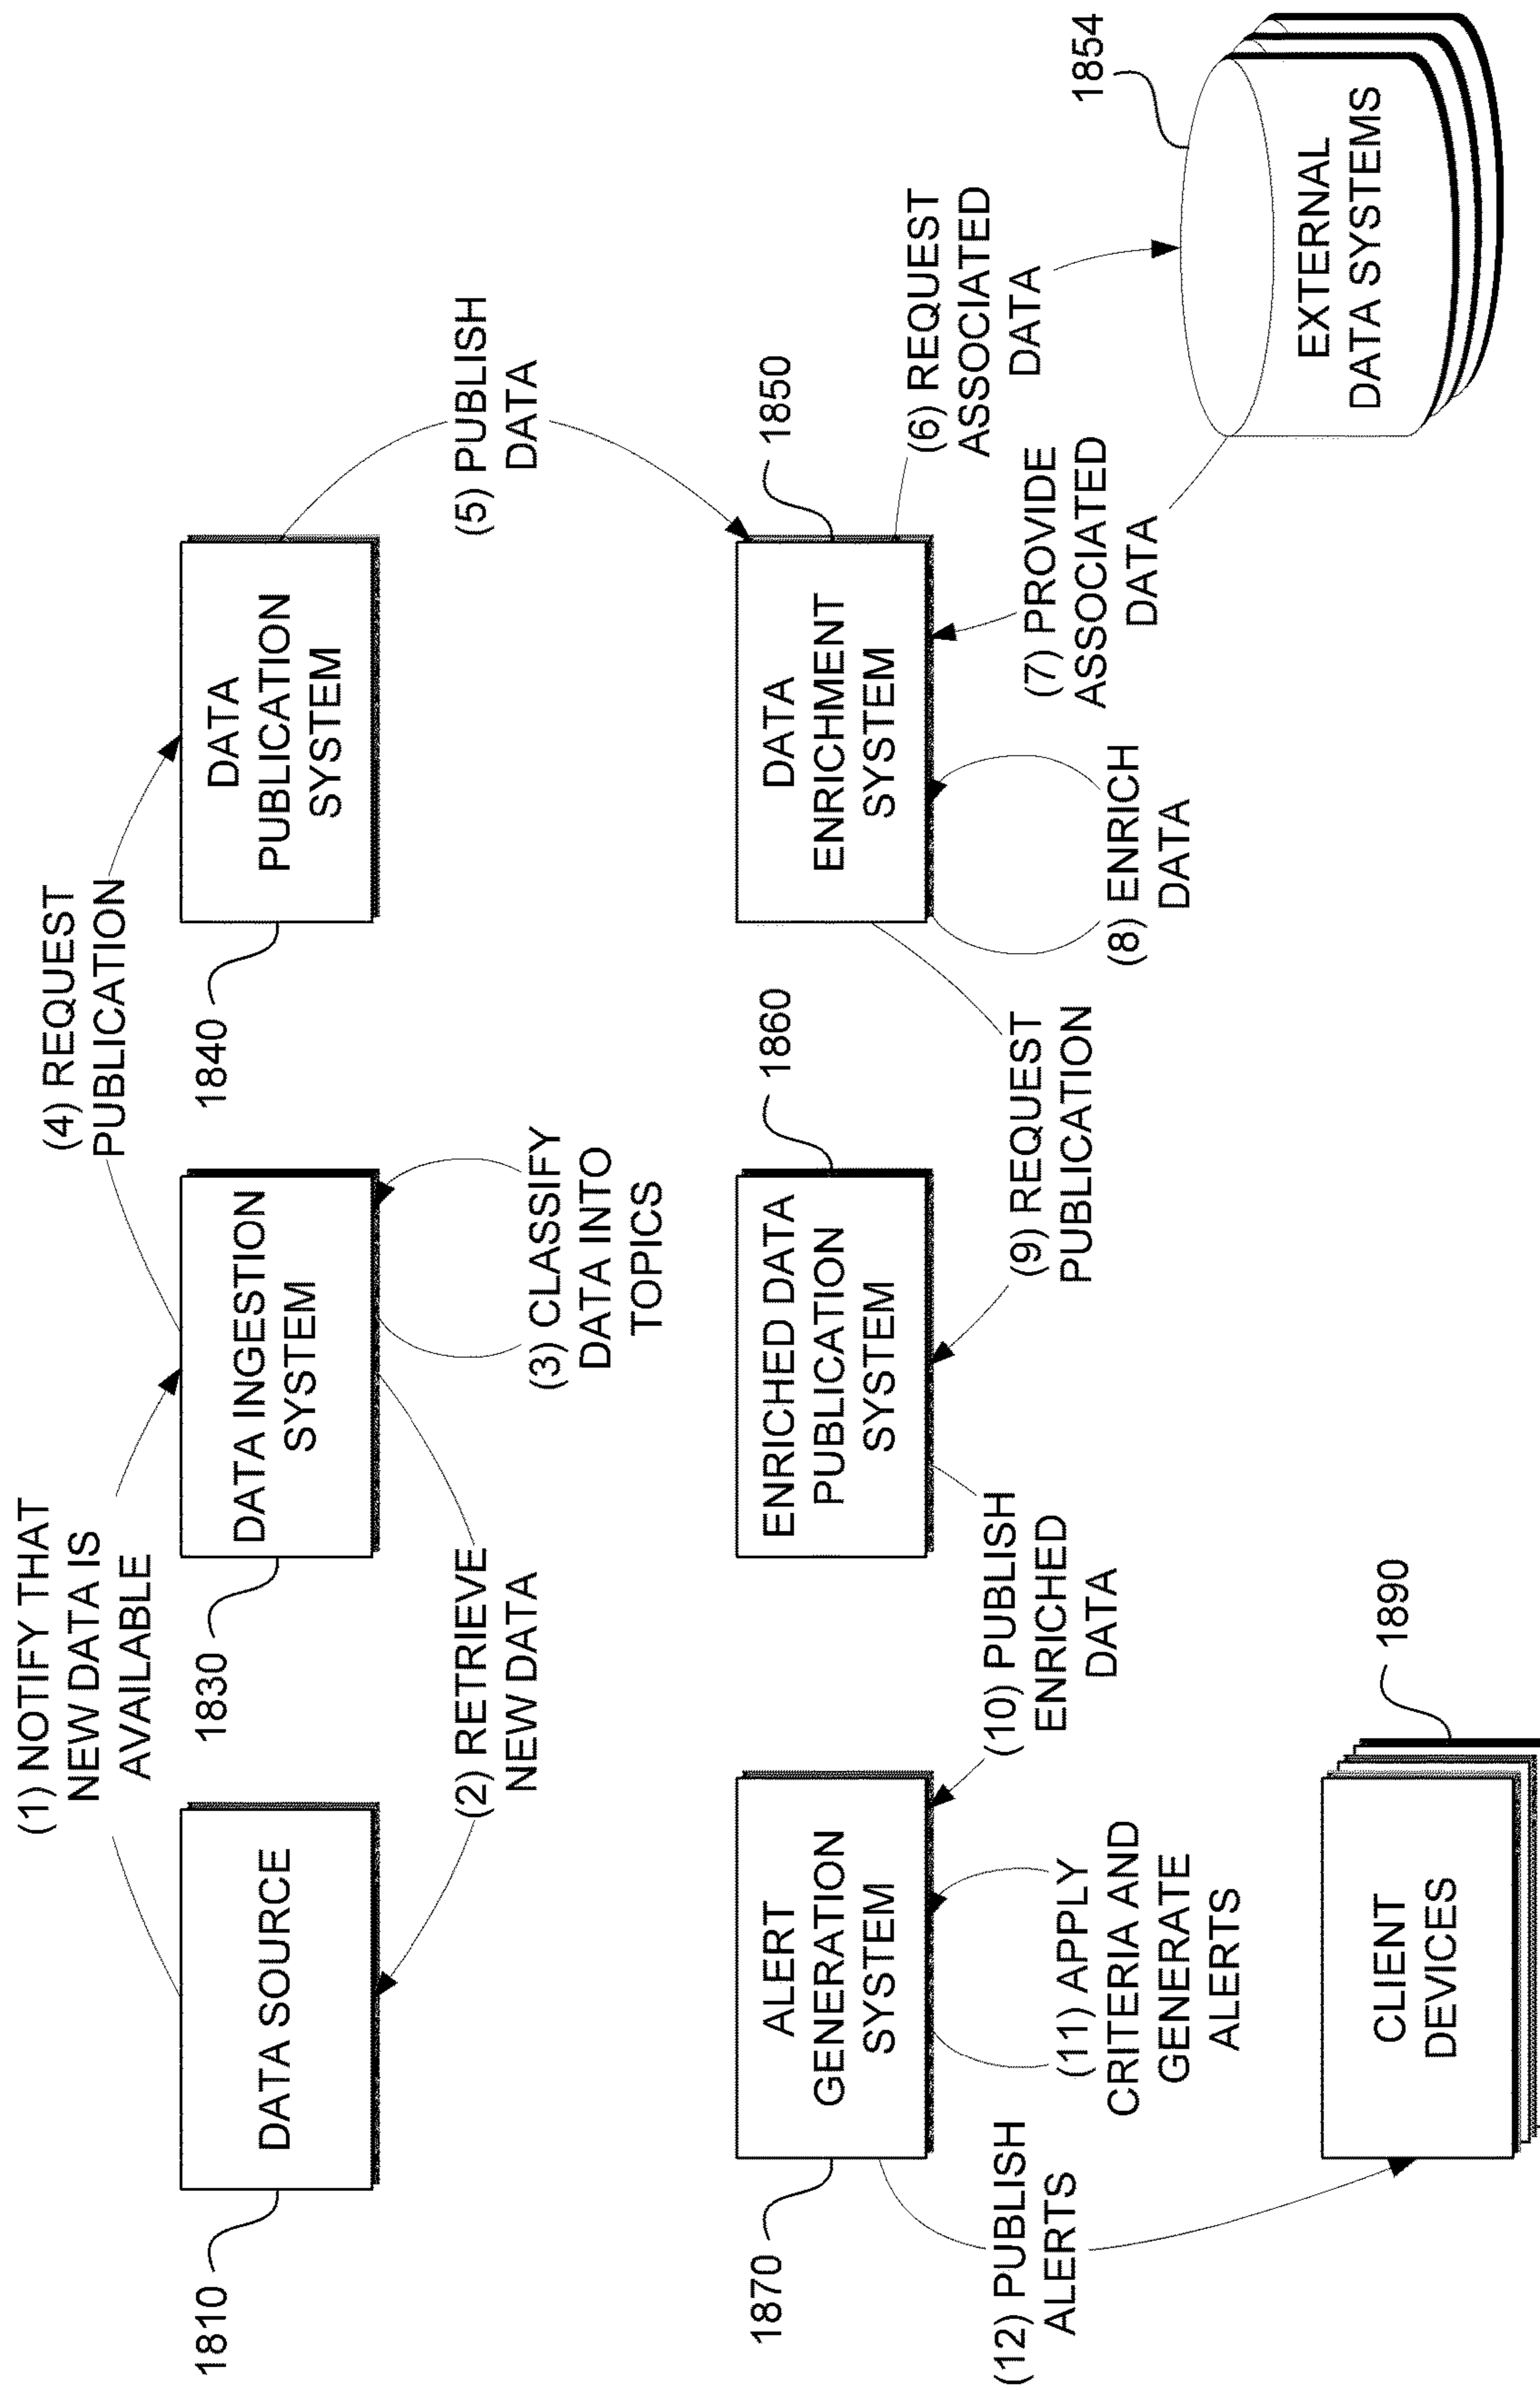 (1) NOTIFY THAT
NEW DATA IS
AVAILABLE
(4) REQUEST
PUBLICATION
DATA SOURCE
DATA INGESTION
SYSTEM
DATA
PUBLICATION
SYSTEM
1810
1830
1840
(2) RETRIEVE
NEW DATA
(3) CLASSIFY
DATA INTO
TOPICS
(5) PUBLISH
DATA
1870
1860
1850
ALERT
GENERATION
SYSTEM
ENRICHED DATA
PUBLICATION
SYSTEM
DATA
ENRICHMENT
SYSTEM
(6) REQUEST
ASSOCIATED
DATA
(12) PUBLISH
ALERTS
(11) APPLY
CRITERIA AND
GENERATE
ALERTS
(10) PUBLISH
ENRICHED
DATA
(9) REQUEST
PUBLICATION
(8) ENRICH
DATA
(7) PROVIDE
ASSOCIATED
DATA
1854
CLIENT
DEVICES
1890
EXTERNAL
DATA SYSTEMS